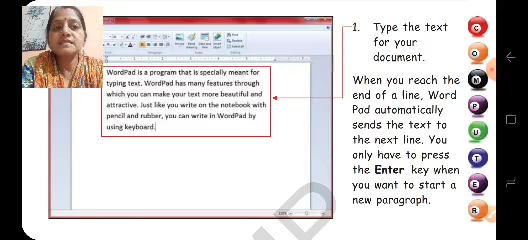 WordPad is a program that is specially meant for
typing text. WordPad has many features through
which you can make your text more beautiful and
attractive. Just like you write on the notebook with
pencil and rubber, you can write in WordPad by
using keyboard.
1. Type the text
for your
document.
When you reach the
end of a line, Word
Pad automatically
sends the text to
the next line. You
only have to press
the Enter key when
you want to start a
new paragraph.
C
O
M
P
U
T
E
R